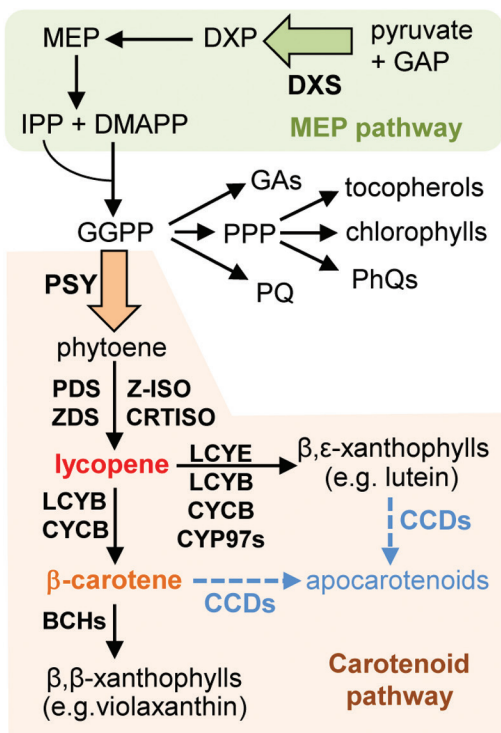 MEP
DXP
pyruvate
+ GAP
DXS
IPP + DMAPP
MEP pathway
GAs
tocopherols
GGPP
PPP
chlorophylls
PSY
PQ
PhQs
phytoene
PDS
Z-ISO
ZDS
CRTISO
lycopene
LCYE
LCYB
CYCB
CYP97s
β,ε-xanthophylls
(e.g. lutein)
LCYB
CYCB
CCDs
β-carotene
CCDs
apocarotenoids
BCHs
β,β-xanthophylls
(e.g.violaxanthin)
Carotenoid
pathway